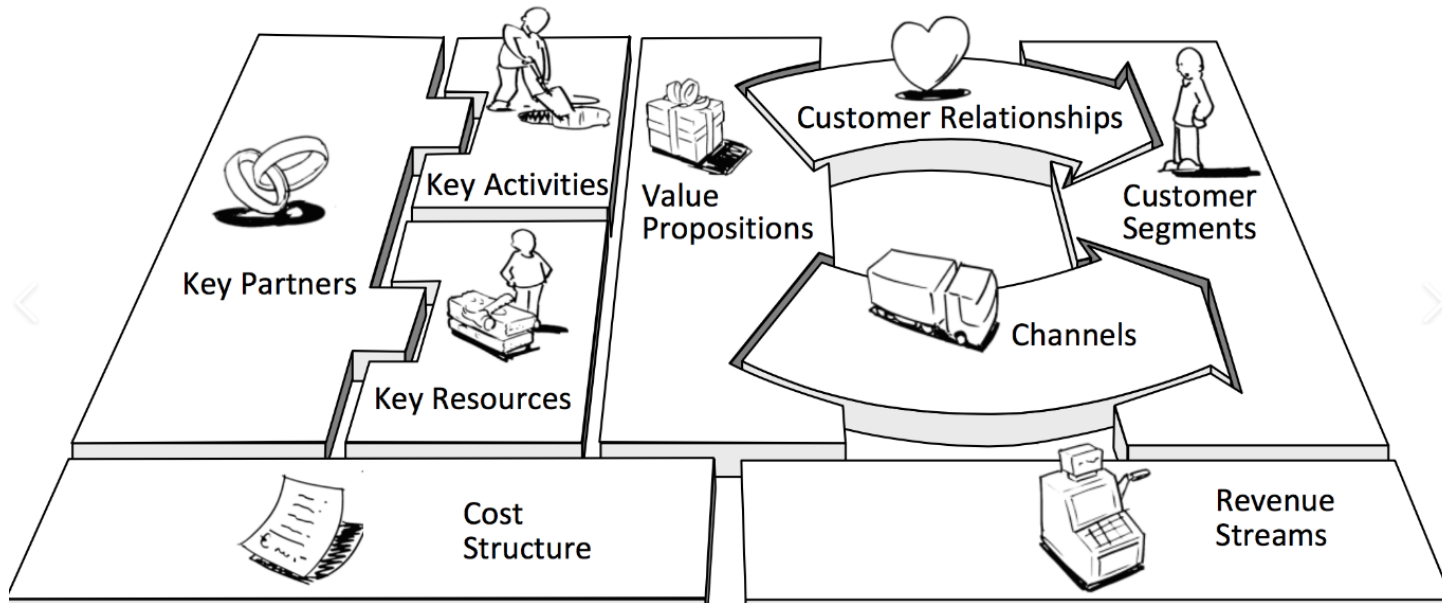 Key Partners
Key Activities
Key Resources
Value
Propositions
Customer Relationships
Channels
Customer
Segments
Cost
Structure
Revenue
Streams